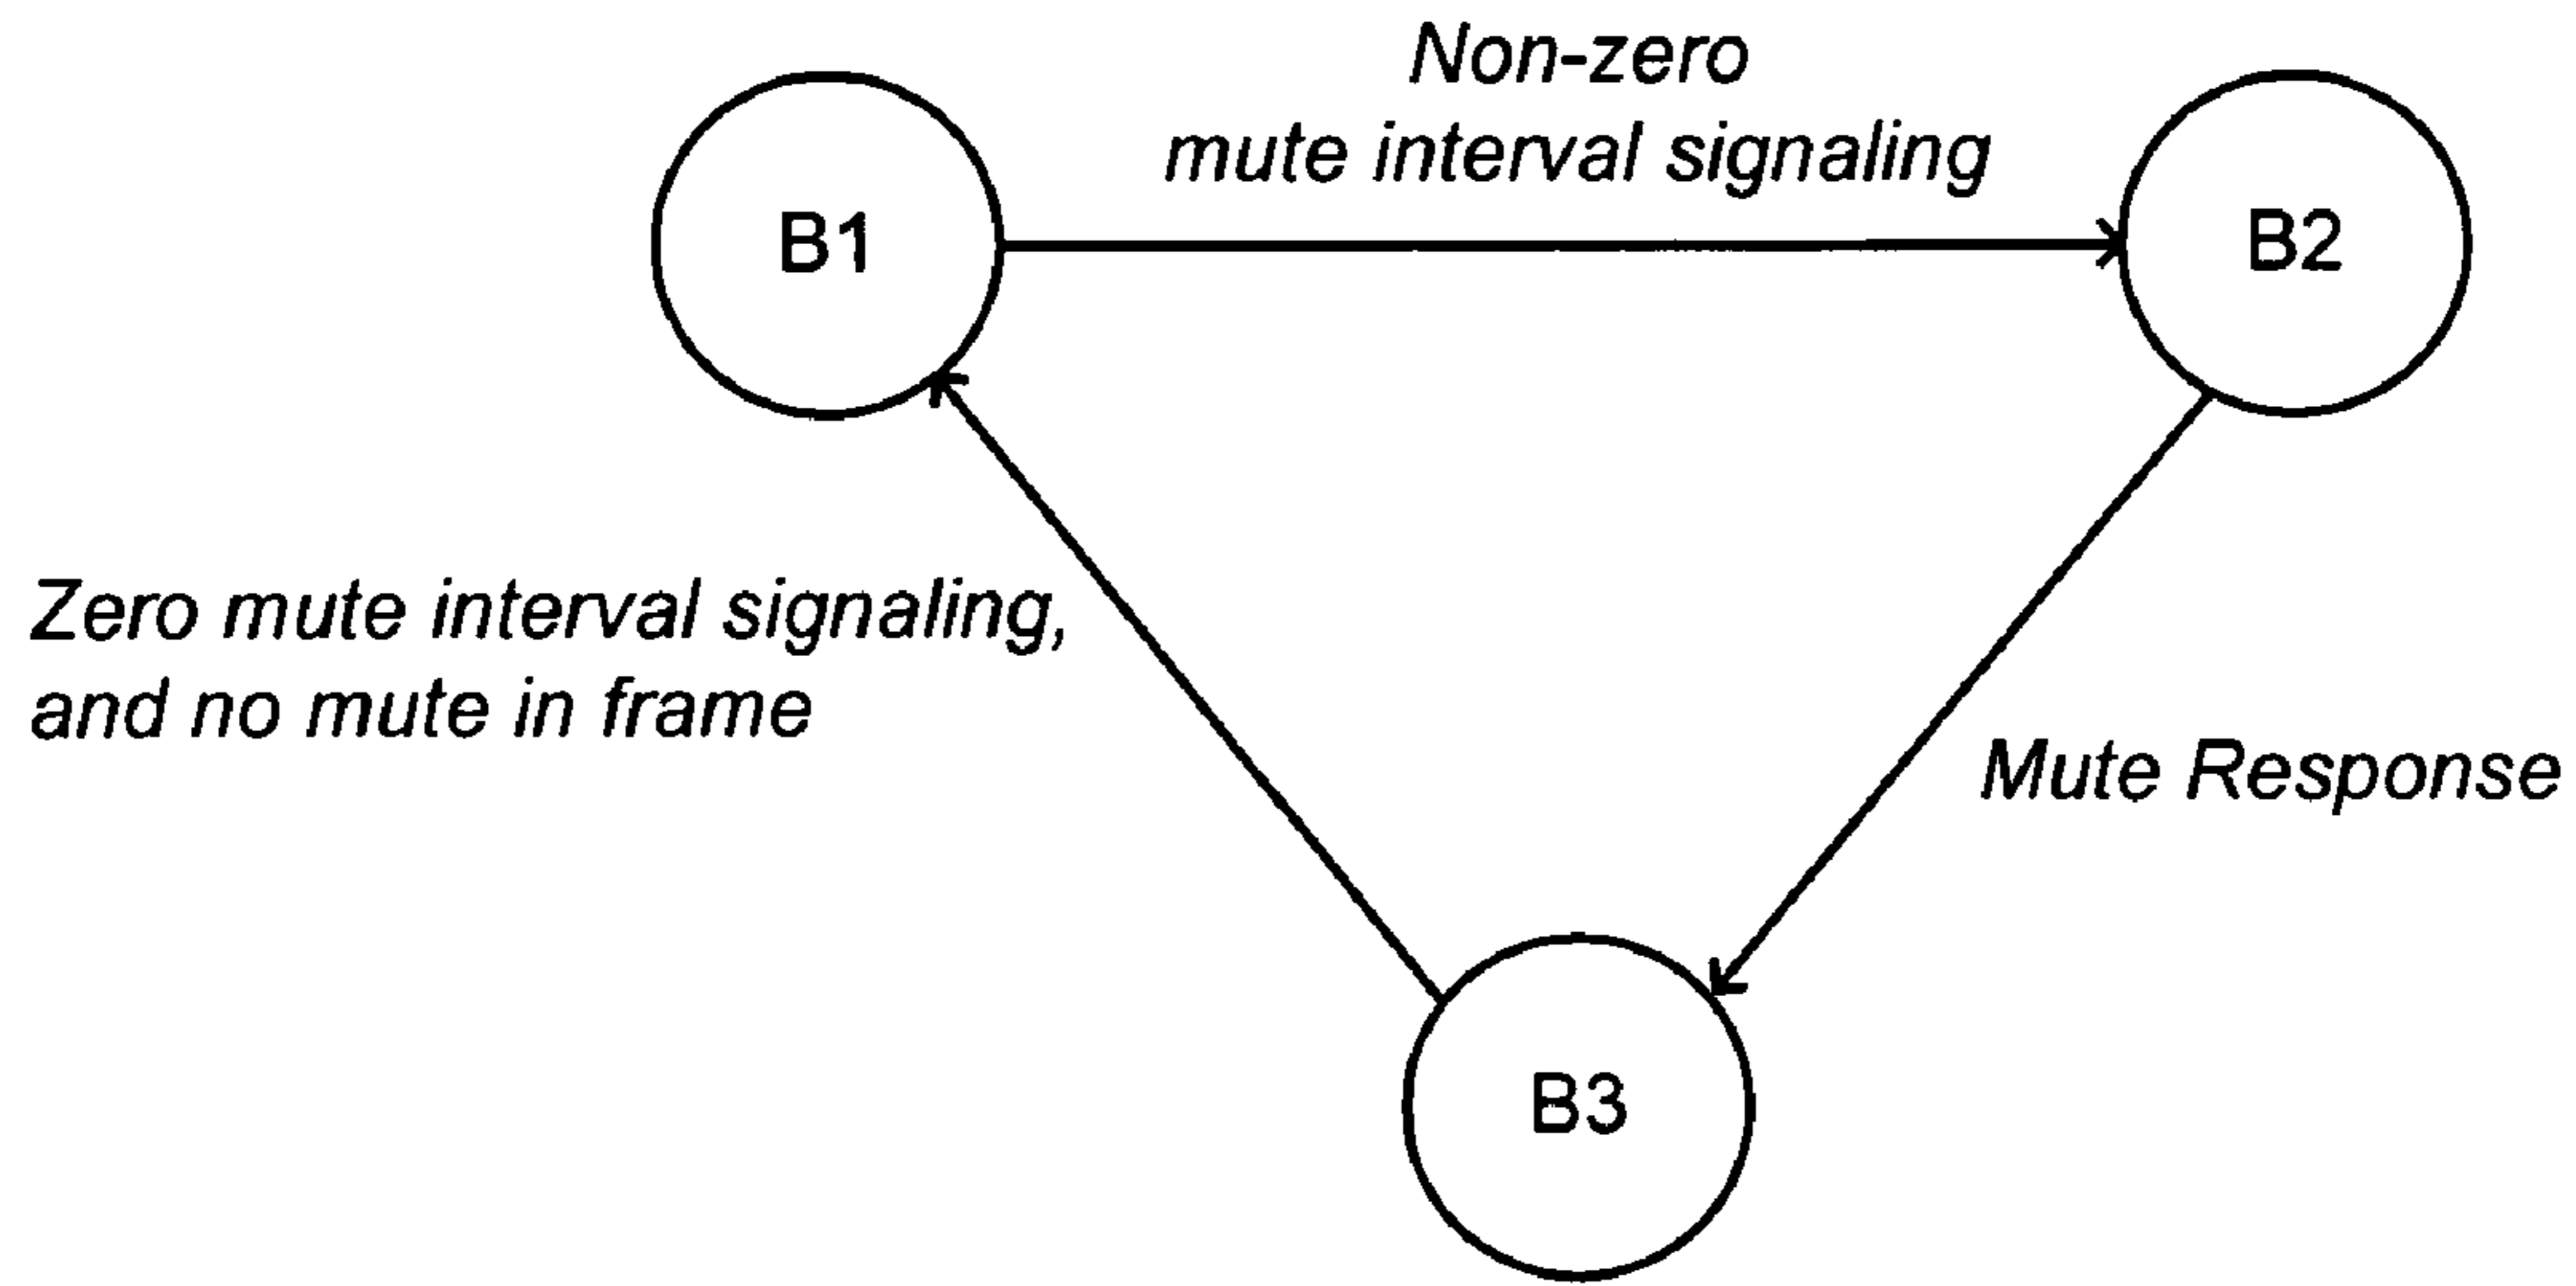 Non-zero
mute interval signaling
B1
B2
Zero mute interval signaling,
and no mute in frame
Mute Response
B3